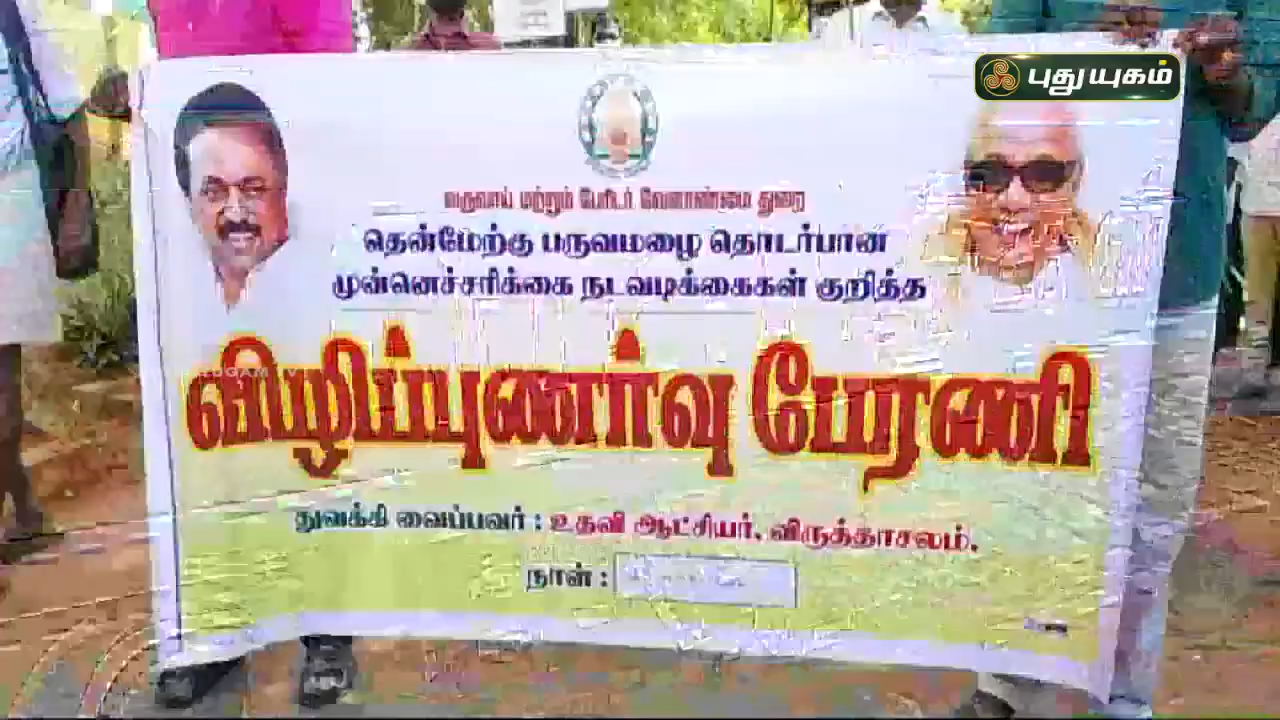 புதுயுகம்
வருவாய் மற்றும் பேரிடர் மேலாண்மை துறை
தென்மேற்கு பருவமழை தொடர்பான
முன்னெச்சரிக்கை நடவடிக்கைகள் குறித்த
விழிப்புணர்வு பேரணி
துவக்கி வைப்பவர் : உதவி ஆட்சியர், விருத்தாசலம்.
நாள் :